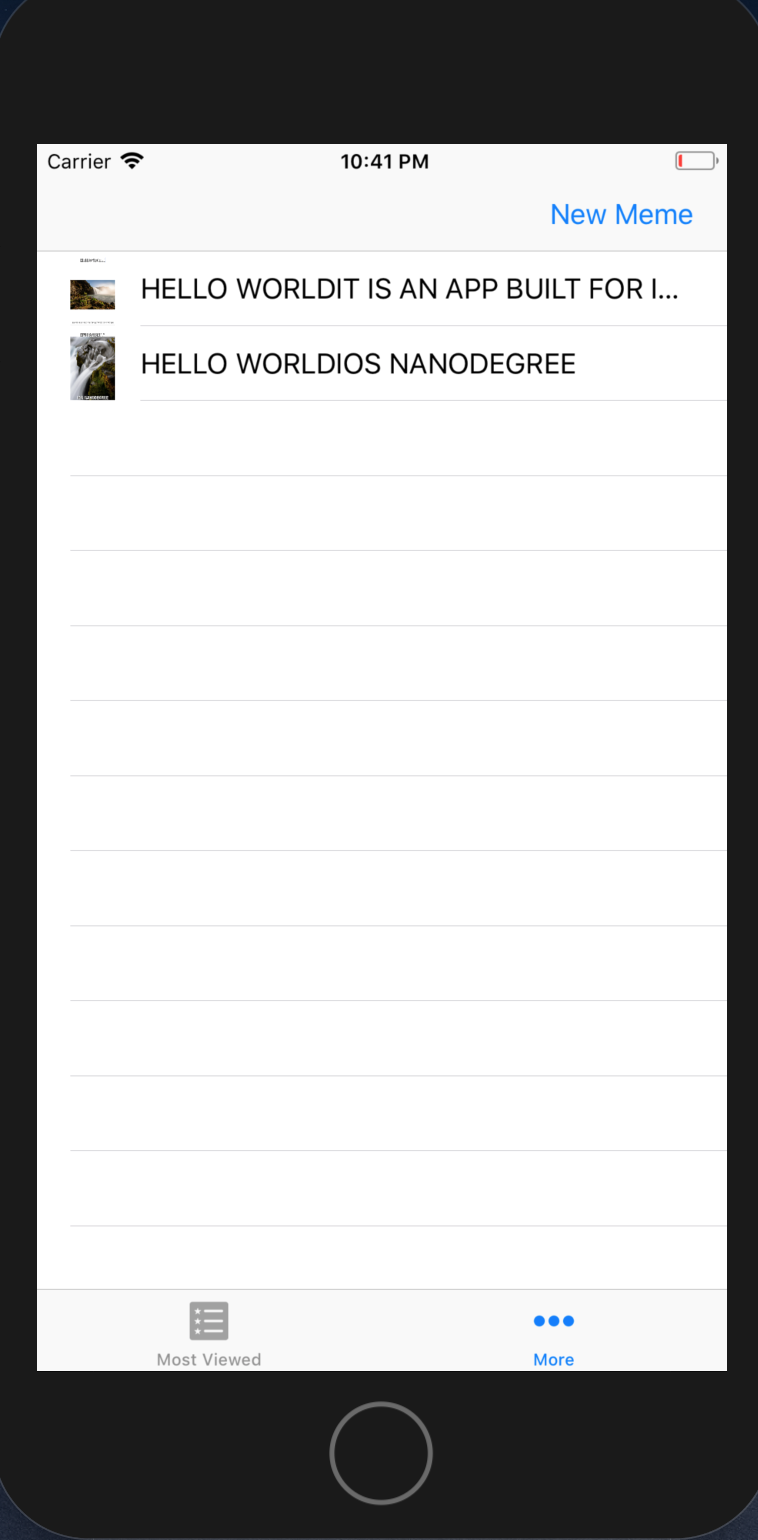 Carrier 10:41 PM
New Meme
HELLO WORLDIT IS AN APP BUILT FOR I...
HELLO WORLDIOS NANODEGREE
Most Viewed
More